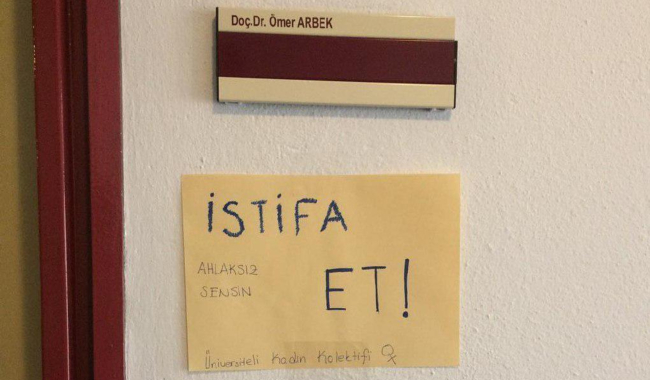 Doç.Dr. Ömer ARBEK
İSTİFA
ET!
AHLAKSIZ
SENSİN
Üniversiteli Kadın Kolektifi